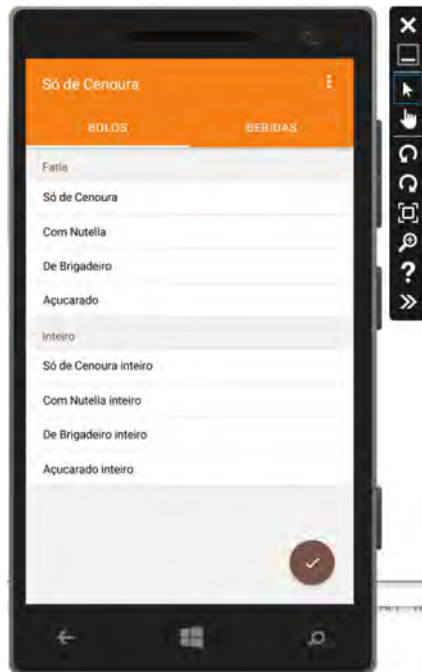 Só de Cenoura
BOLOS
BEBIDAS
Fatia
Só de Cenoura
Com Nutella
De Brigadeiro
Açucarado
Inteiro
Só de Cenoura inteiro
Com Nutella inteiro
De Brigadeiro inteiro
Açucarado inteiro
?